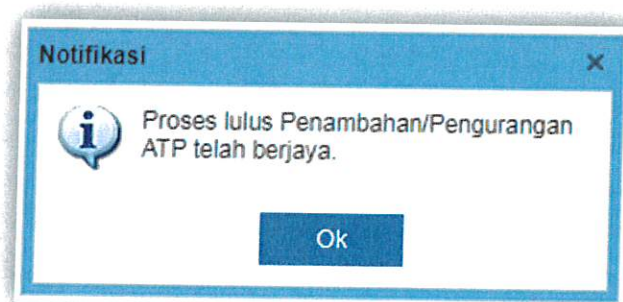 Notifikasi
Proses lulus Penambahan/Pengurangan
ATP telah berjaya.
Ok